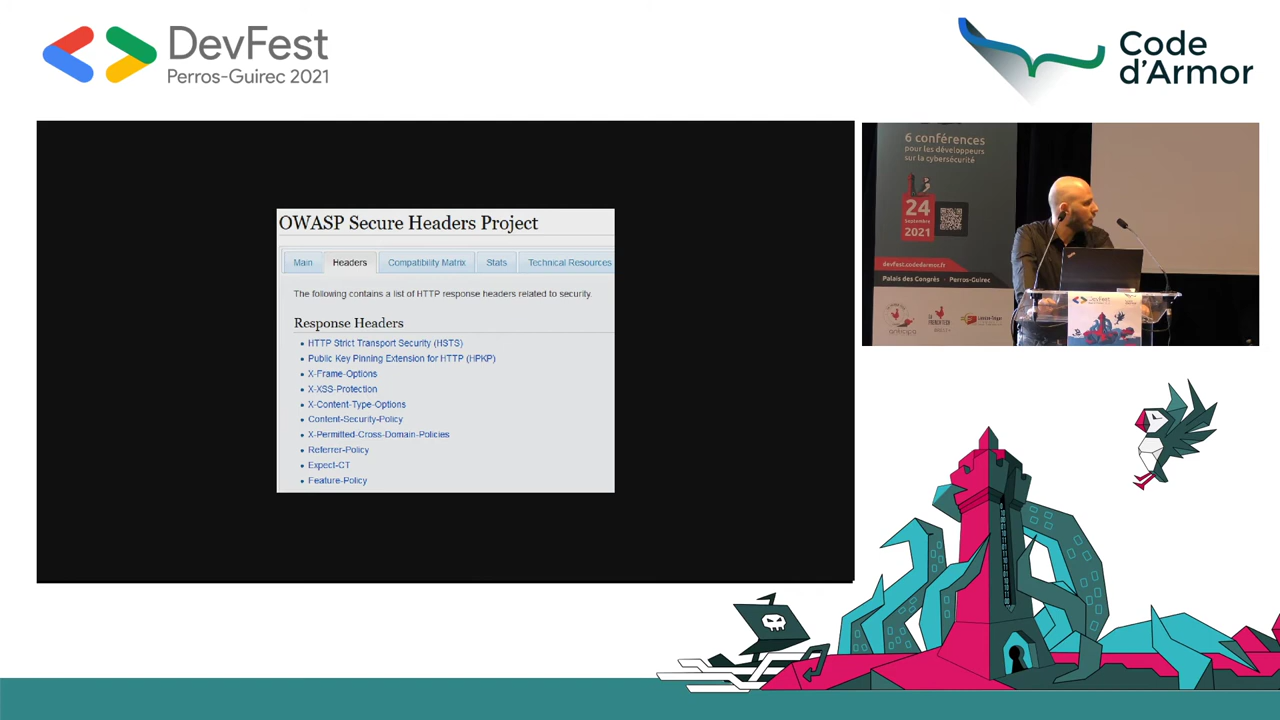 DevFest
Perros-Guirec 2021
Code
d'Armor
OWASP Secure Headers Project
Main
Headers
Compatibility Matrix
Stats
Technical Resources
The following contains a list of HTTP response headers related to security.
Response Headers
HTTP Strict Transport Security (HSTS)
Public Key Pinning Extension for HTTP (HPKP)
X-Frame-Options
X-XSS-Protection
X-Content-Type-Options
Content-Security-Policy
X-Permitted-Cross-Domain-Policies
Referrer-Policy
Expect-CT
Feature-Policy
6 conférences
pour les développeurs
sur la cybersécurité
24
Septembre
2021
devfest.codedarmor.fr
Palais des Congrès - Perros-Guirec
DevFest